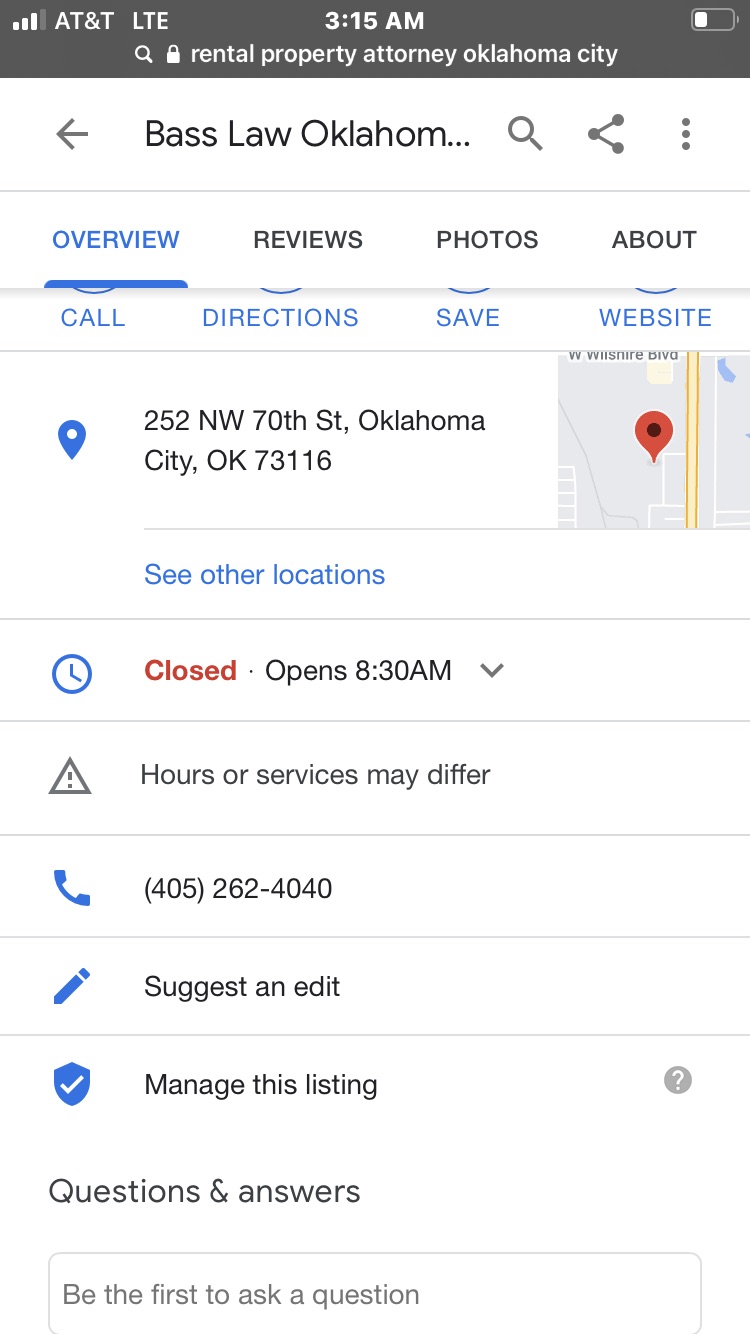 AT&T LTE 3:15 AM
rental property attorney oklahoma city
Bass Law Oklahom...
OVERVIEW REVIEWS PHOTOS ABOUT
CALL DIRECTIONS SAVE WEBSITE
W Wilshire Blvd
252 NW 70th St, Oklahoma
City, OK 73116
See other locations
Closed · Opens 8:30AM
Hours or services may differ
(405) 262-4040
Suggest an edit
Manage this listing
?
Questions & answers
Be the first to ask a question